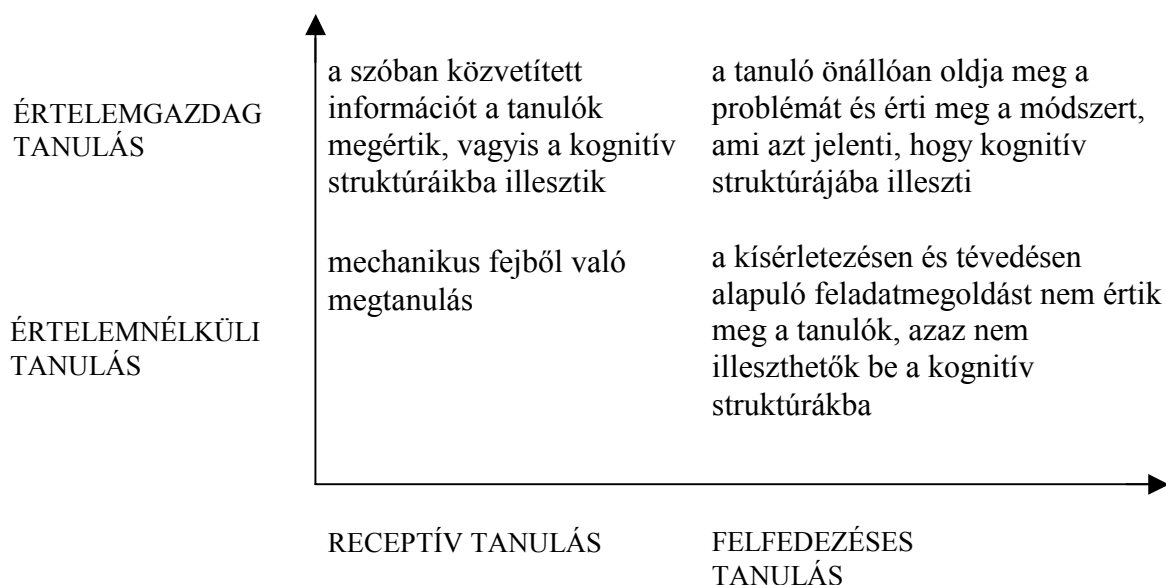 a szóban közvetített
információt a tanulók
megértik, vagyis a kognitív
struktúráikba illesztik
a tanuló önállóan oldja meg a
problémát és érti meg a módszert,
ami azt jelenti, hogy kognitív
struktúrájába illeszti
ÉRTELEMGAZDAG
TANULÁS
mechanikus fejből való
megtanulás
a kísérletezésen és tévedésen
alapuló feladatmegoldást nem értik
meg a tanulók, azaz nem
illeszthetők be a kognitív
struktúrákba
ÉRTELEMNÉLKÜLI
TANULÁS
RECEPTÍV TANULÁS
FELFEDEZÉSES
TANULÁS